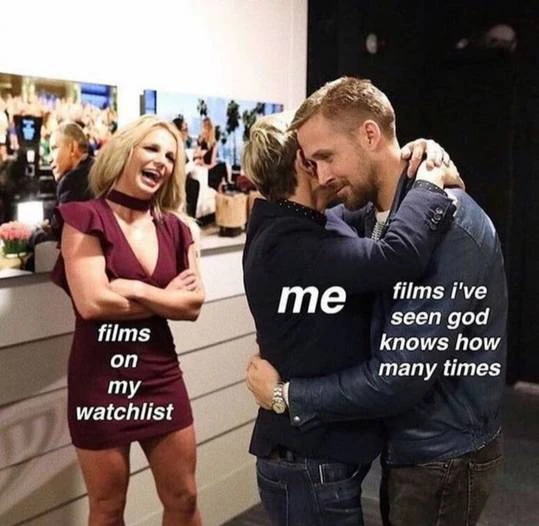 films
on
my
watchlist
me
films i've
seen god
knows how
many times